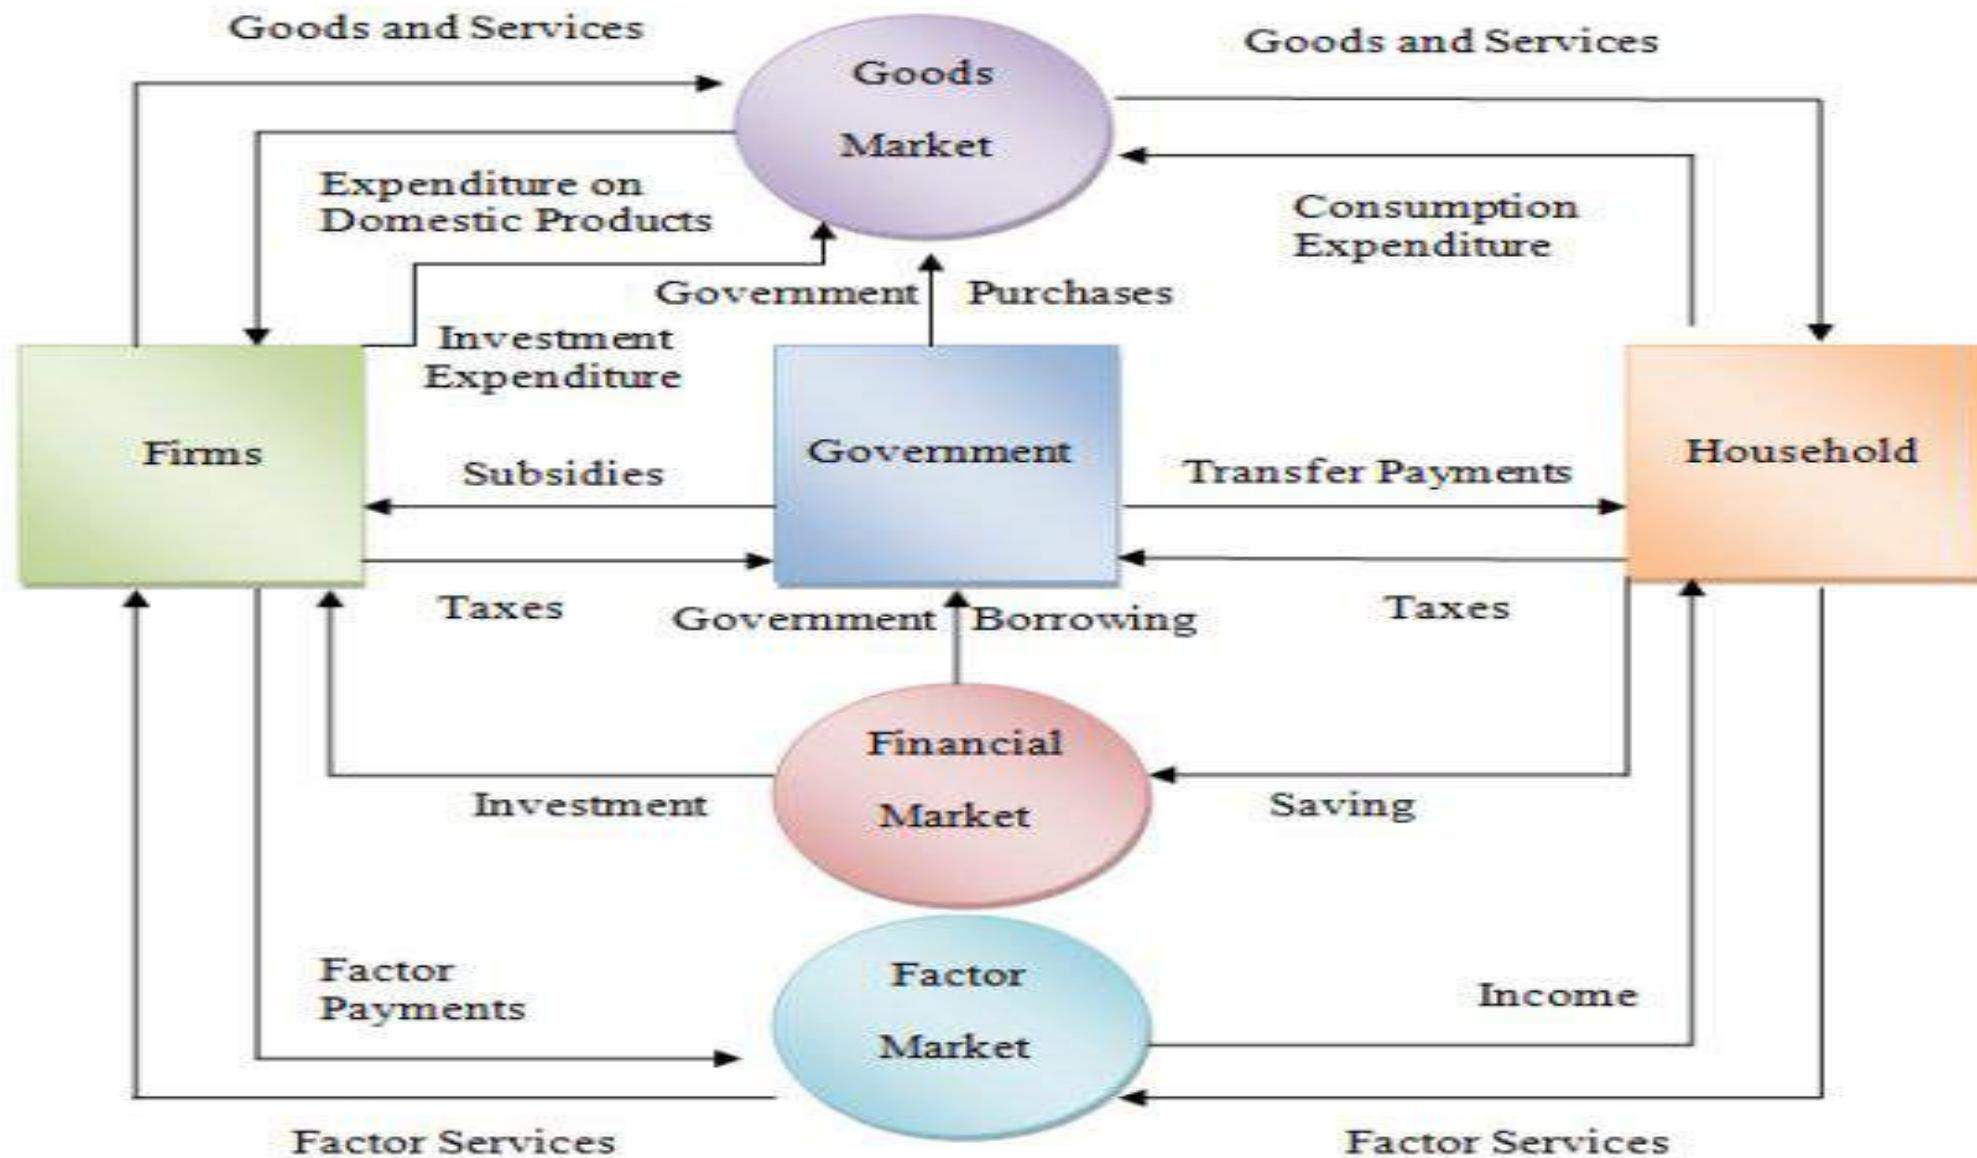 Goods and Services
Goods
Market
Goods and Services
Expenditure on
Domestic Products
Consumption
Expenditure
Government Purchases
Investment
Expenditure
Firms
Government
Household
Subsidies
Transfer Payments
Taxes
Government Borrowing
Taxes
Financial
Market
Investment
Saving
Factor
Payments
Factor
Market
Income
Factor Services
Factor Services